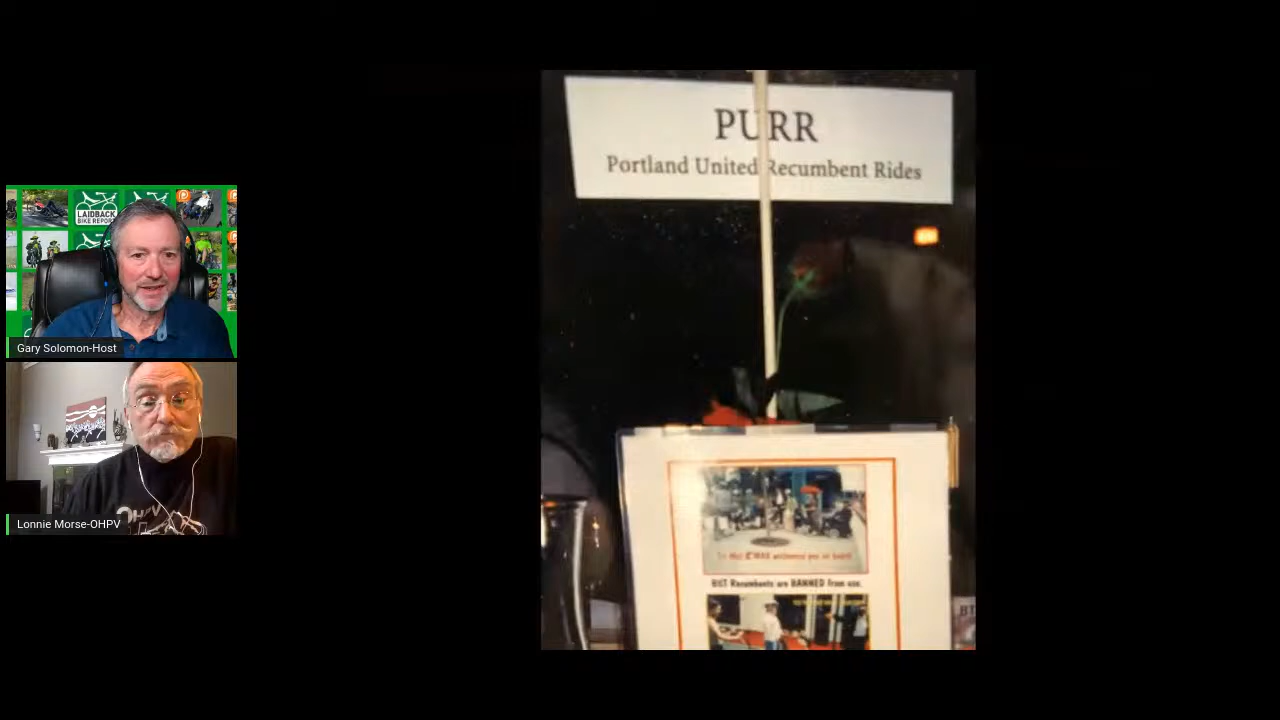 PURR
Portland United Recumbent Rides
LAIDBACK
BIKE REPORT
Gary Solomon-Host
OHPV
Lonnie Morse-OHPV
BUT Recumbents are BANNED from use.